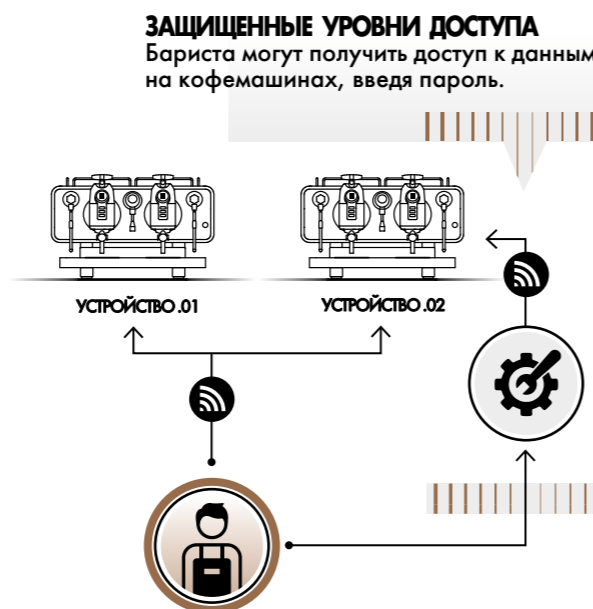 ЗАЩИЩЕННЫЕ УРОВНИ ДОСТУПА
Бариста могут получить доступ к данным
на кофемашинах, введя пароль.
УСТРОЙСТВО.01
УСТРОЙСТВО.02